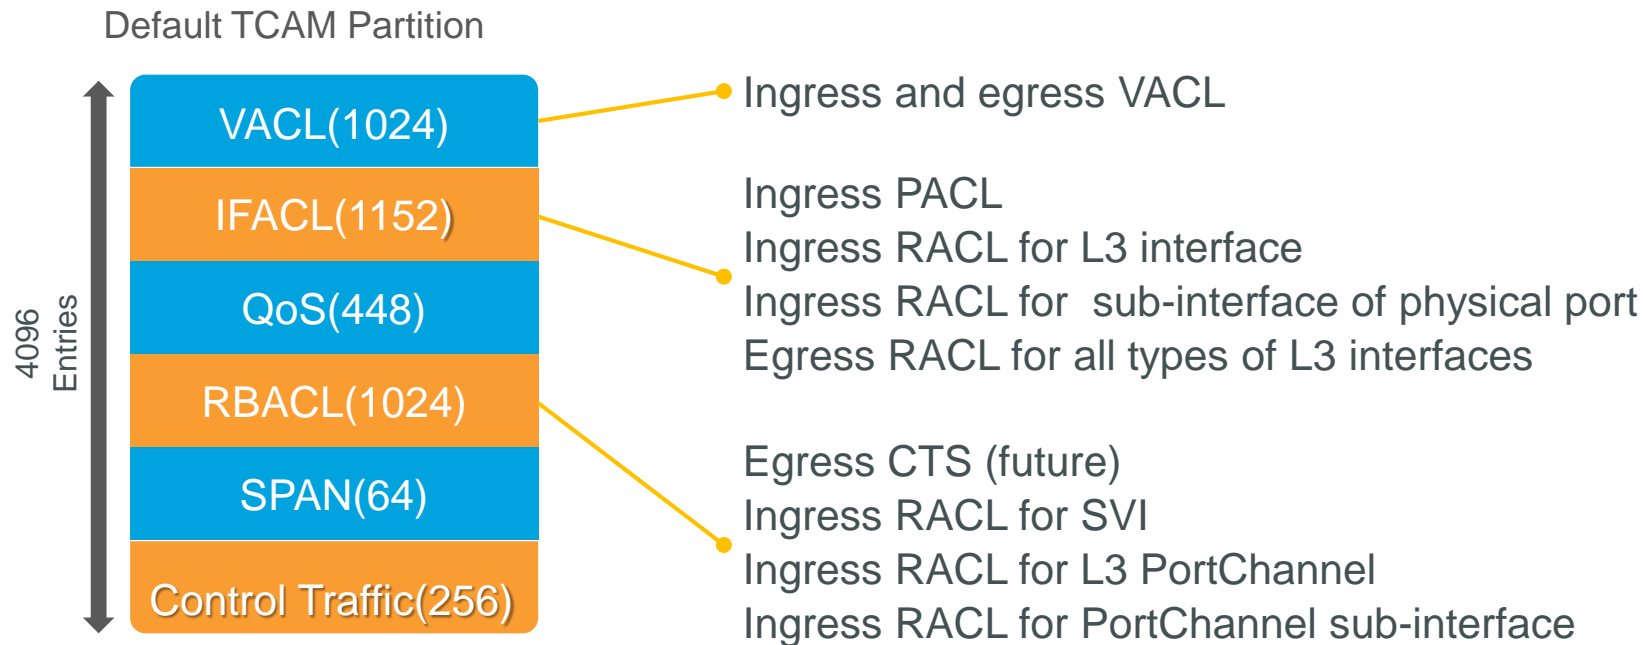 Default TCAM Partition
4096
Entries
VACL(1024)
IFACL(1152)
QoS(448)
RBACL(1024)
SPAN(64)
Control Traffic(256)
Ingress and egress VACL
Ingress PACL
Ingress RACL for L3 interface
Ingress RACL for  sub-interface of physical port
Egress RACL for all types of L3 interfaces
Egress CTS (future)
Ingress RACL for SVI
Ingress RACL for L3 PortChannel
Ingress RACL for PortChannel sub-interface